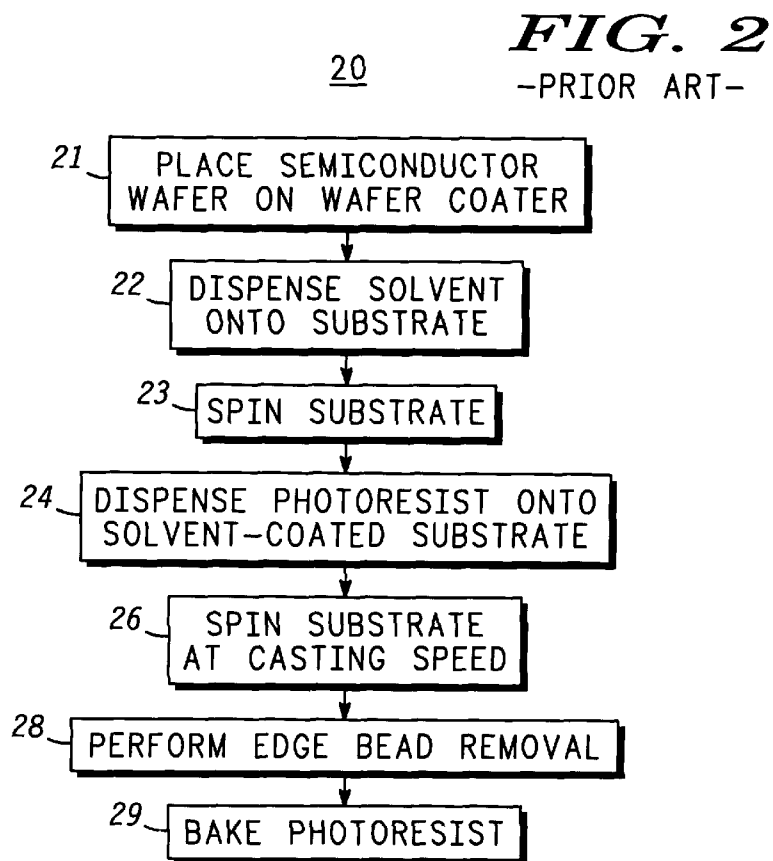 FIG. 2
-PRIOR ART-
20
21
PLACE SEMICONDUCTOR
WAFER ON WAFER COATER
22
DISPENSE SOLVENT
ONTO SUBSTRATE
23
SPIN SUBSTRATE
24
DISPENSE PHOTORESIST ONTO
SOLVENT-COATED SUBSTRATE
26
SPIN SUBSTRATE
AT CASTING SPEED
28
PERFORM EDGE BEAD REMOVAL
29
BAKE PHOTORESIST